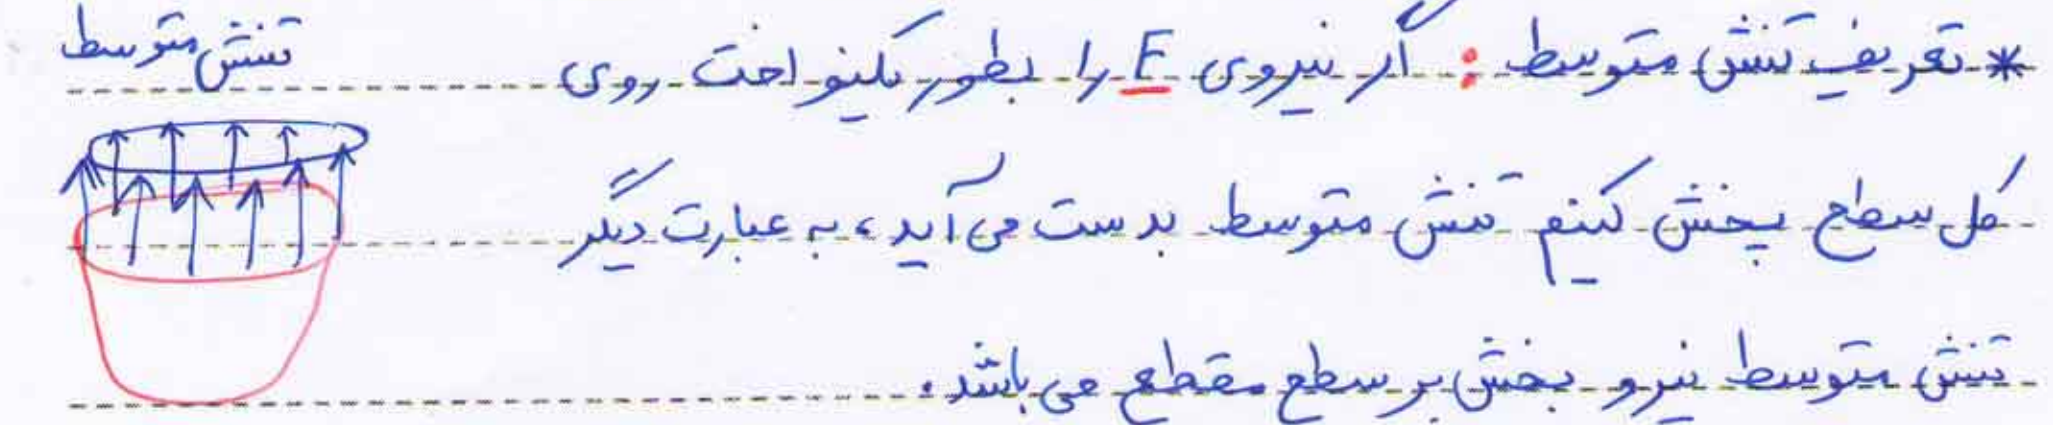 * تعریف تنش متوسط : اگر نیروی F را بطور یکنواخت روی
کل سطح پخش کنیم تنش متوسط بدست می آید، به عبارت دیگر
تنش متوسط نیرو بخش بر سطح مقطع می باشد.
تنش متوسط